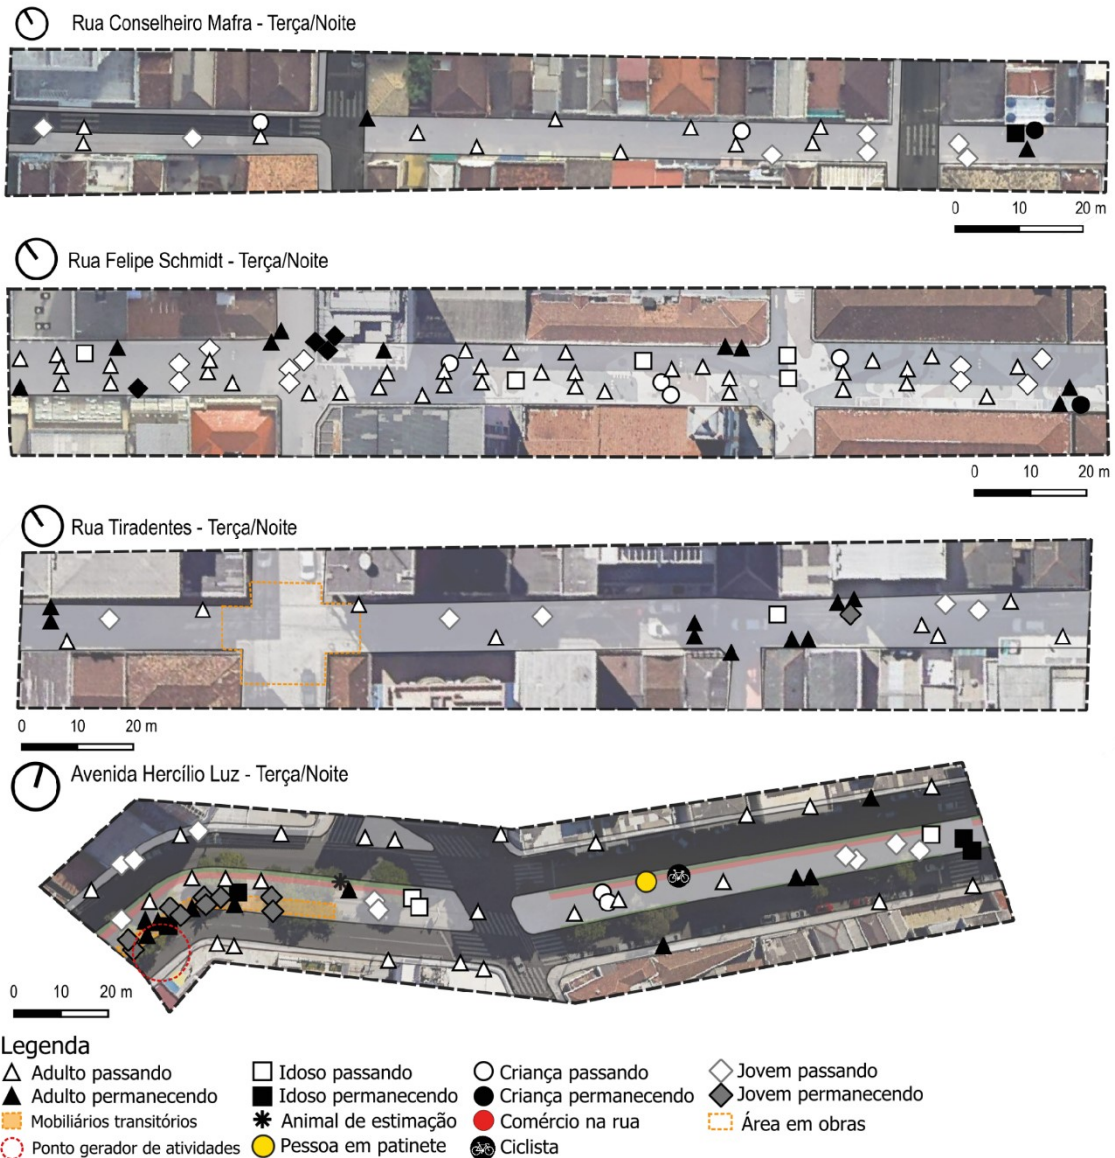 Rua Conselheiro Mafra - Terça/Noite
0 10 20 m
Rua Felipe Schmidt - Terça/Noite
0 10 20 m
Rua Tiradentes - Terça/Noite
0 10 20 m
Avenida Hercílio Luz - Terça/Noite
0 10 20 m
Legenda
Adulto passando
Idoso passando
Criança passando
Jovem passando
Adulto permanecendo
Idoso permanecendo
Criança permanecendo
Jovem permanecendo
Mobiliários transitórios
Animal de estimação
Comércio na rua
Área em obras
Ponto gerador de atividades
Pessoa em patinete
Ciclista